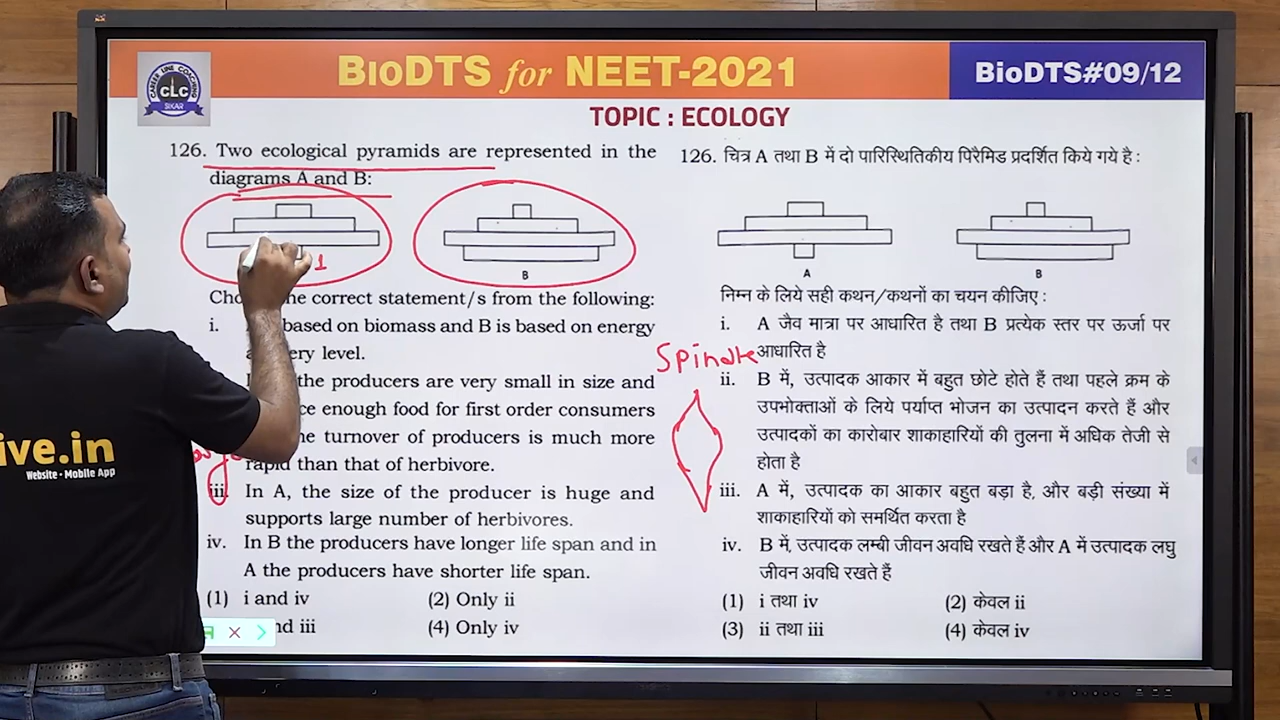 BIODTS for NEET-2021
BIODTS#09/12
CAREER LINE COACHING
CLC
SIKAR
TOPIC : ECOLOGY
126. Two ecological pyramids are represented in the
diagrams A and B:
1
B
Cho ne correct statement/s from the following:
i. based on biomass and B is based on energy
ery level.
the producers are very small in size and
ce enough food for first order consumers
ne turnover of producers is much more
rapid than that of herbivore.
iii. In A, the size of the producer is huge and
supports large number of herbivores.
iv. In B the producers have longer life span and in
A the producers have shorter life span.
(1) i and iv (2) Only ii
nd iii (4) Only iv
126. चित्र A तथा B में दो पारिस्थितिकीय पिरैमिड प्रदर्शित किये गये है :
A B
निम्न के लिये सही कथन/कथनों का चयन कीजिए :
i. A जैव मात्रा पर आधारित है तथा B प्रत्येक स्तर पर ऊर्जा पर
आधारित है
ii. B में, उत्पादक आकार में बहुत छोटे होते हैं तथा पहले क्रम के
उपभोक्ताओं के लिये पर्याप्त भोजन का उत्पादन करते हैं और
उत्पादकों का कारोबार शाकाहारियों की तुलना में अधिक तेजी से
होता है
iii. A में, उत्पादक का आकार बहुत बड़ा है, और बड़ी संख्या में
शाकाहारियों को समर्थित करता है
iv. B में, उत्पादक लम्बी जीवन अवधि रखते हैं और A में उत्पादक लघु
जीवन अवधि रखते हैं
(1) i तथा iv (2) केवल ii
(3) ii तथा iii (4) केवल iv
ive.in
Website • Mobile App